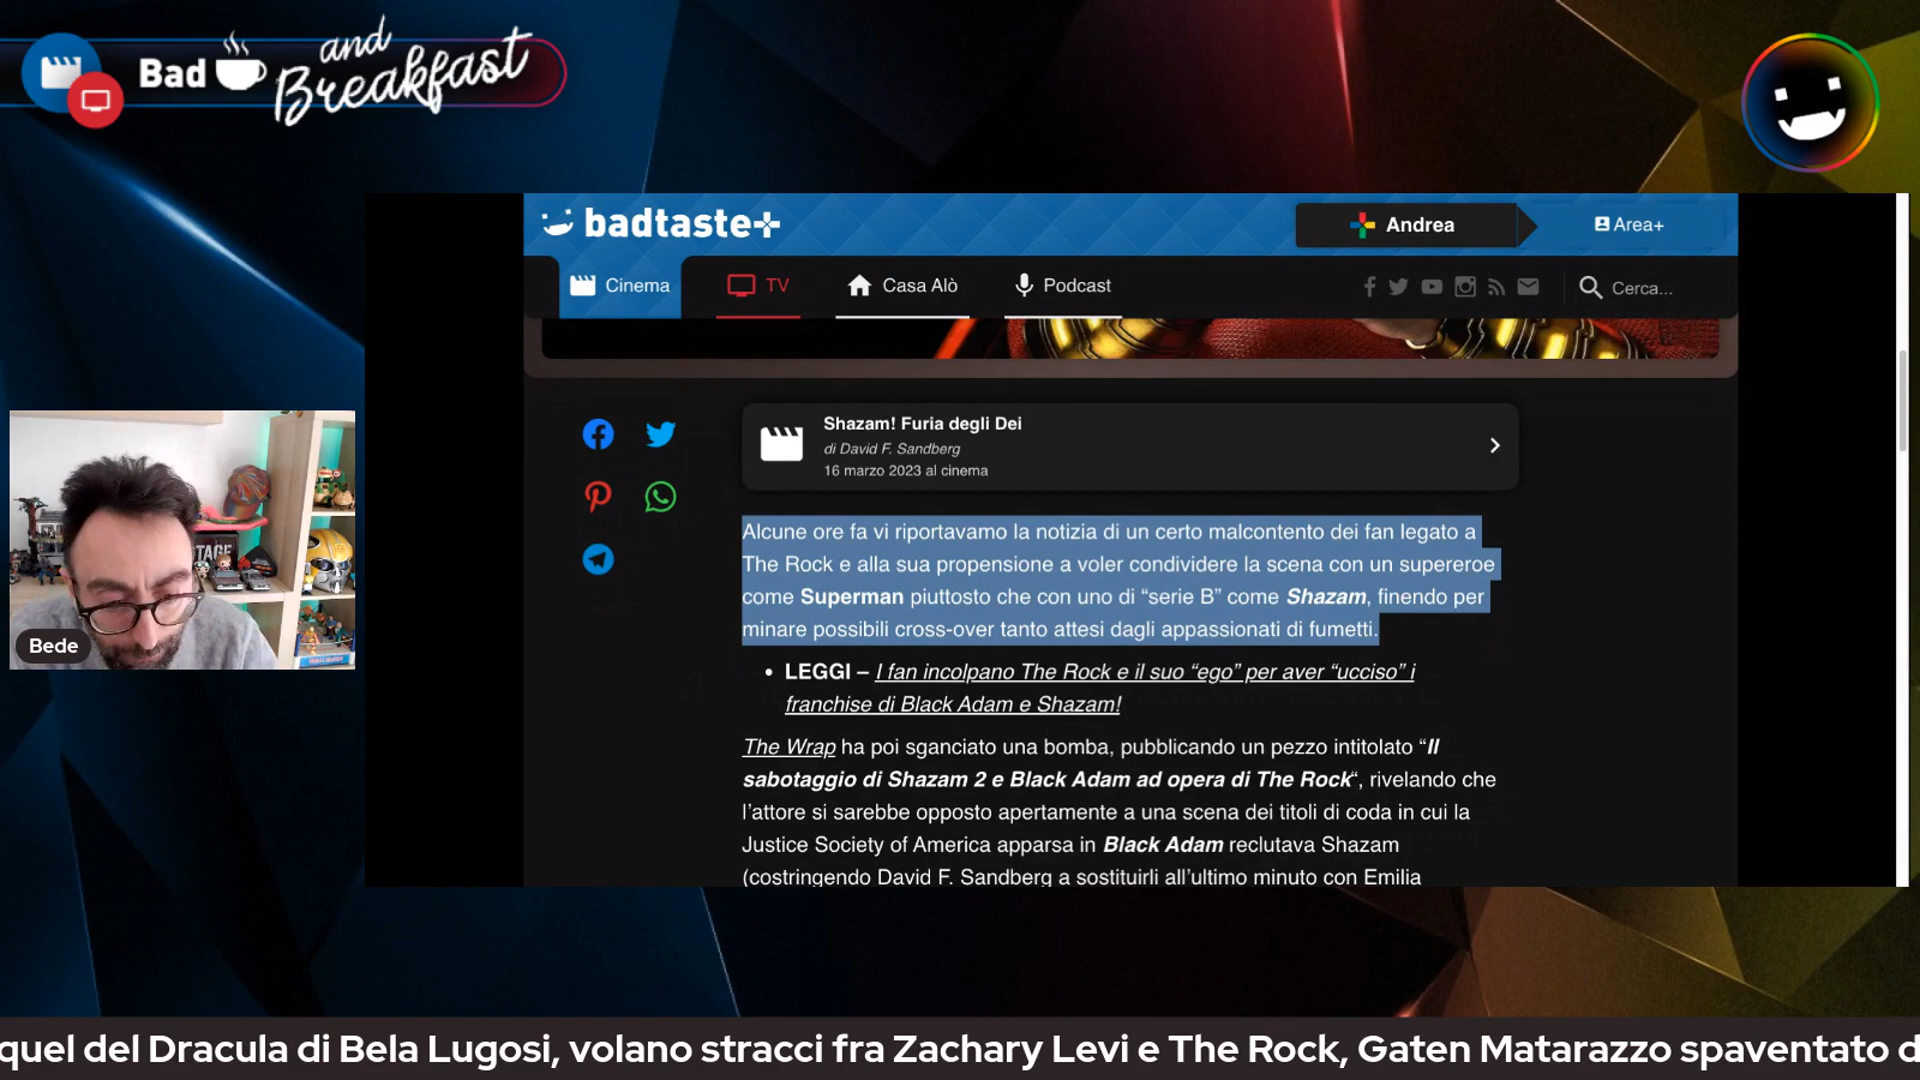 Bad and Breakfast
badtaste+
Andrea
Area+
Cinema
TV
Casa Alò
Podcast
Cerca...
Shazam! Furia degli Dei
di David F. Sandberg
16 marzo 2023 al cinema
Alcune ore fa vi riportavamo la notizia di un certo malcontento dei fan legato a
The Rock e alla sua propensione a voler condividere la scena con un supereroe
come Superman piuttosto che con uno di “serie B” come Shazam, finendo per
minare possibili cross-over tanto attesi dagli appassionati di fumetti.
• LEGGI – I fan incolpano The Rock e il suo “ego” per aver “ucciso” i
franchise di Black Adam e Shazam!
The Wrap ha poi sganciato una bomba, pubblicando un pezzo intitolato “Il
sabotaggio di Shazam 2 e Black Adam ad opera di The Rock“, rivelando che
l’attore si sarebbe opposto apertamente a una scena dei titoli di coda in cui la
Justice Society of America apparsa in Black Adam reclutava Shazam
(costringendo David F. Sandberg a sostituirli all’ultimo minuto con Emilia
STAGE
Bede
quel del Dracula di Bela Lugosi, volano stracci fra Zachary Levi e The Rock, Gaten Matarazzo spaventato d